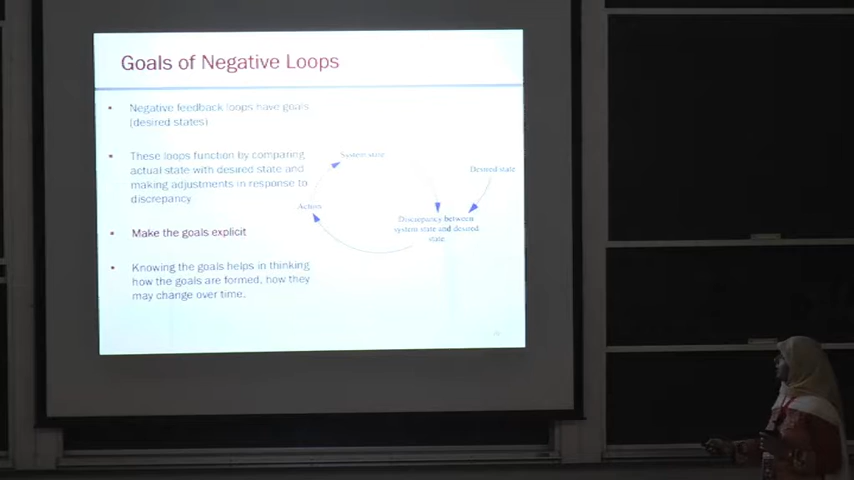 Goals of Negative Loops
• Negative feedback loops have goals
(desired states)
• These loops function by comparing
actual state with desired state and
making adjustments in response to
discrepancy
• Make the goals explicit
• Knowing the goals helps in thinking
how the goals are formed, how they
may change over time.
System state
Desired state
Action
Discrepancy between
system state and desired
state